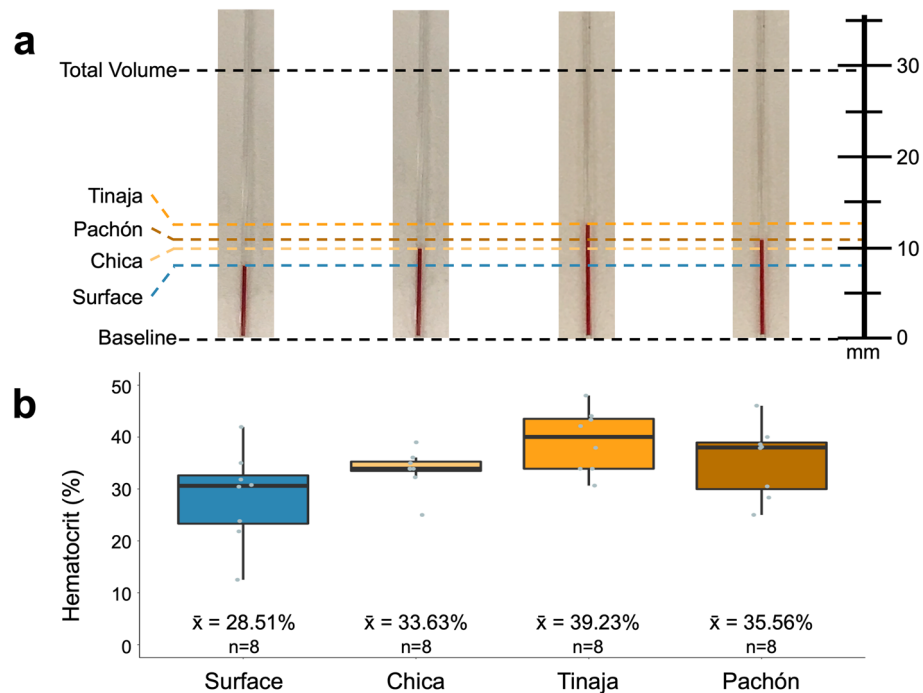 a
Total Volume
30
20
Tinaja
Pachón
10
Chica
Surface
Baseline
0
mm
b
50
40
30
20
10
0
Hematocrit (%)
x̄ = 28.51% x̄ = 33.63% x̄ = 39.23% x̄ = 35.56%
n=8 n=8 n=8 n=8
Surface Chica Tinaja Pachón